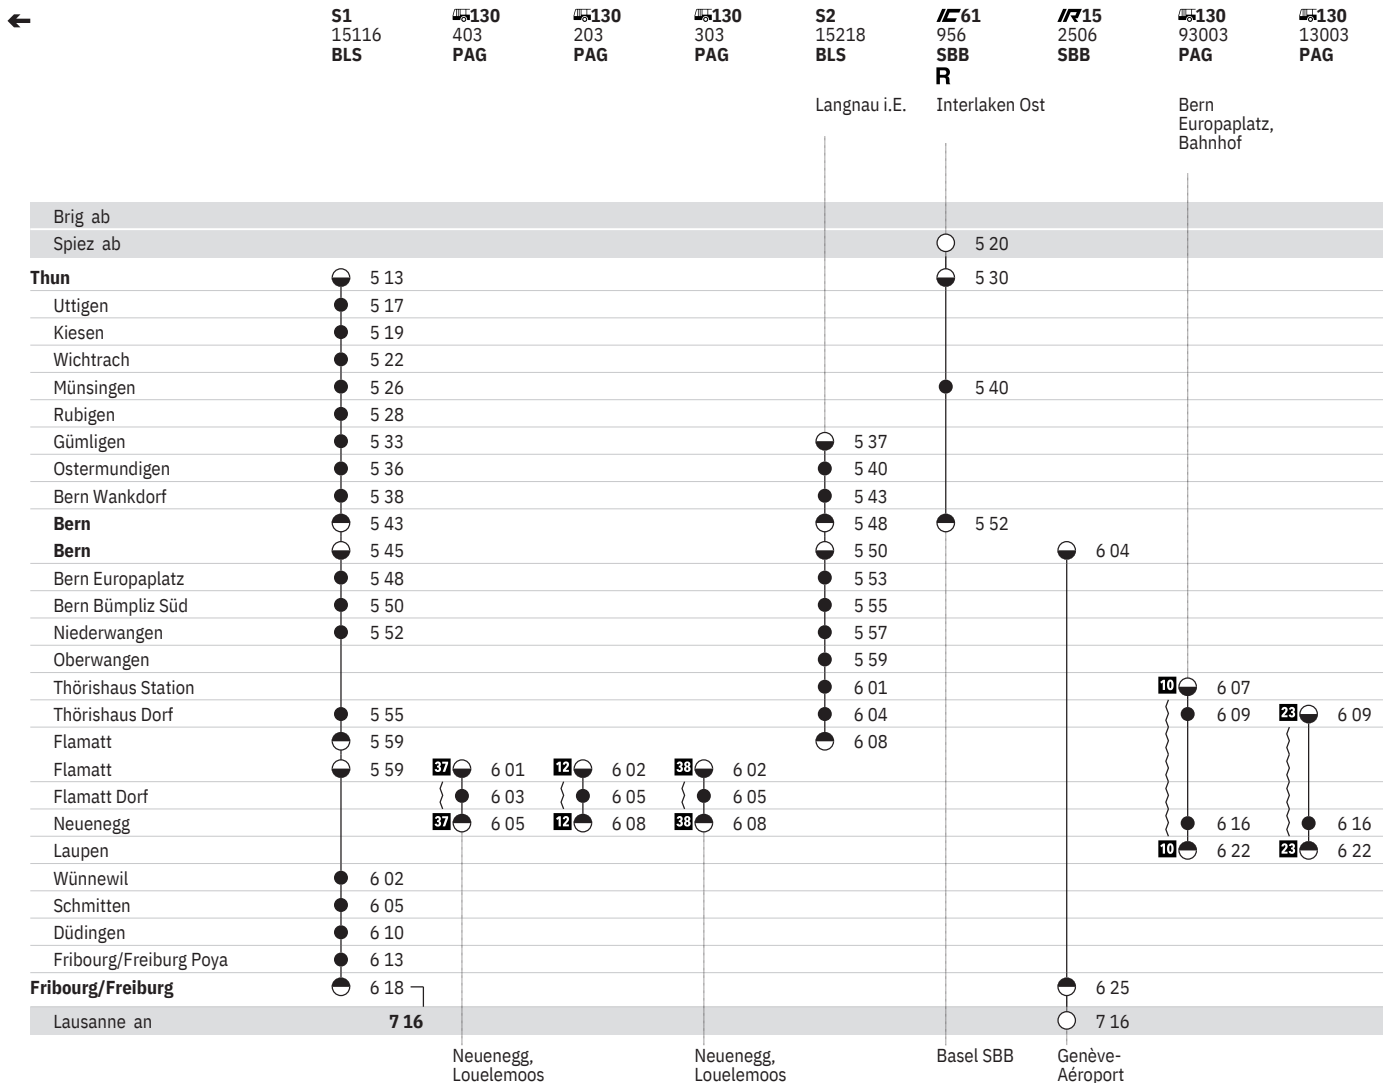 S1 130 130 130 S2 IC61 IR15 130 130
15116 403 203 303 15218 956 2506 93003 13003
BLS PAG PAG PAG BLS SBB SBB PAG PAG
R
Langnau i.E. Interlaken Ost Bern
Europaplatz,
Bahnhof
Brig ab
Spiez ab 5 20
Thun 5 13 5 30
Uttigen 5 17
Kiesen 5 19
Wichtrach 5 22
Münsingen 5 26 5 40
Rubigen 5 28
Gümligen 5 33 5 37
Ostermundigen 5 36 5 40
Bern Wankdorf 5 38 5 43
Bern 5 43 5 48 5 52
Bern 5 45 5 50 6 04
Bern Europaplatz 5 48 5 53
Bern Bümpliz Süd 5 50 5 55
Niederwangen 5 52 5 57
Oberwangen 5 59
Thörishaus Station 6 01 10 6 07
Thörishaus Dorf 5 55 6 04 6 09 23 6 09
Flamatt 5 59 6 08
Flamatt 5 59 37 6 01 12 6 02 38 6 02
Flamatt Dorf 6 03 6 05 6 05
Neuenegg 37 6 05 12 6 08 38 6 08 6 16 6 16
Laupen 10 6 22 23 6 22
Wünnewil 6 02
Schmitten 6 05
Düdingen 6 10
Fribourg/Freiburg Poya 6 13
Fribourg/Freiburg 6 18 6 25
Lausanne an 7 16 7 16
Neuenegg, Neuenegg, Basel SBB Genève-
Louelemoos Louelemoos Aéroport